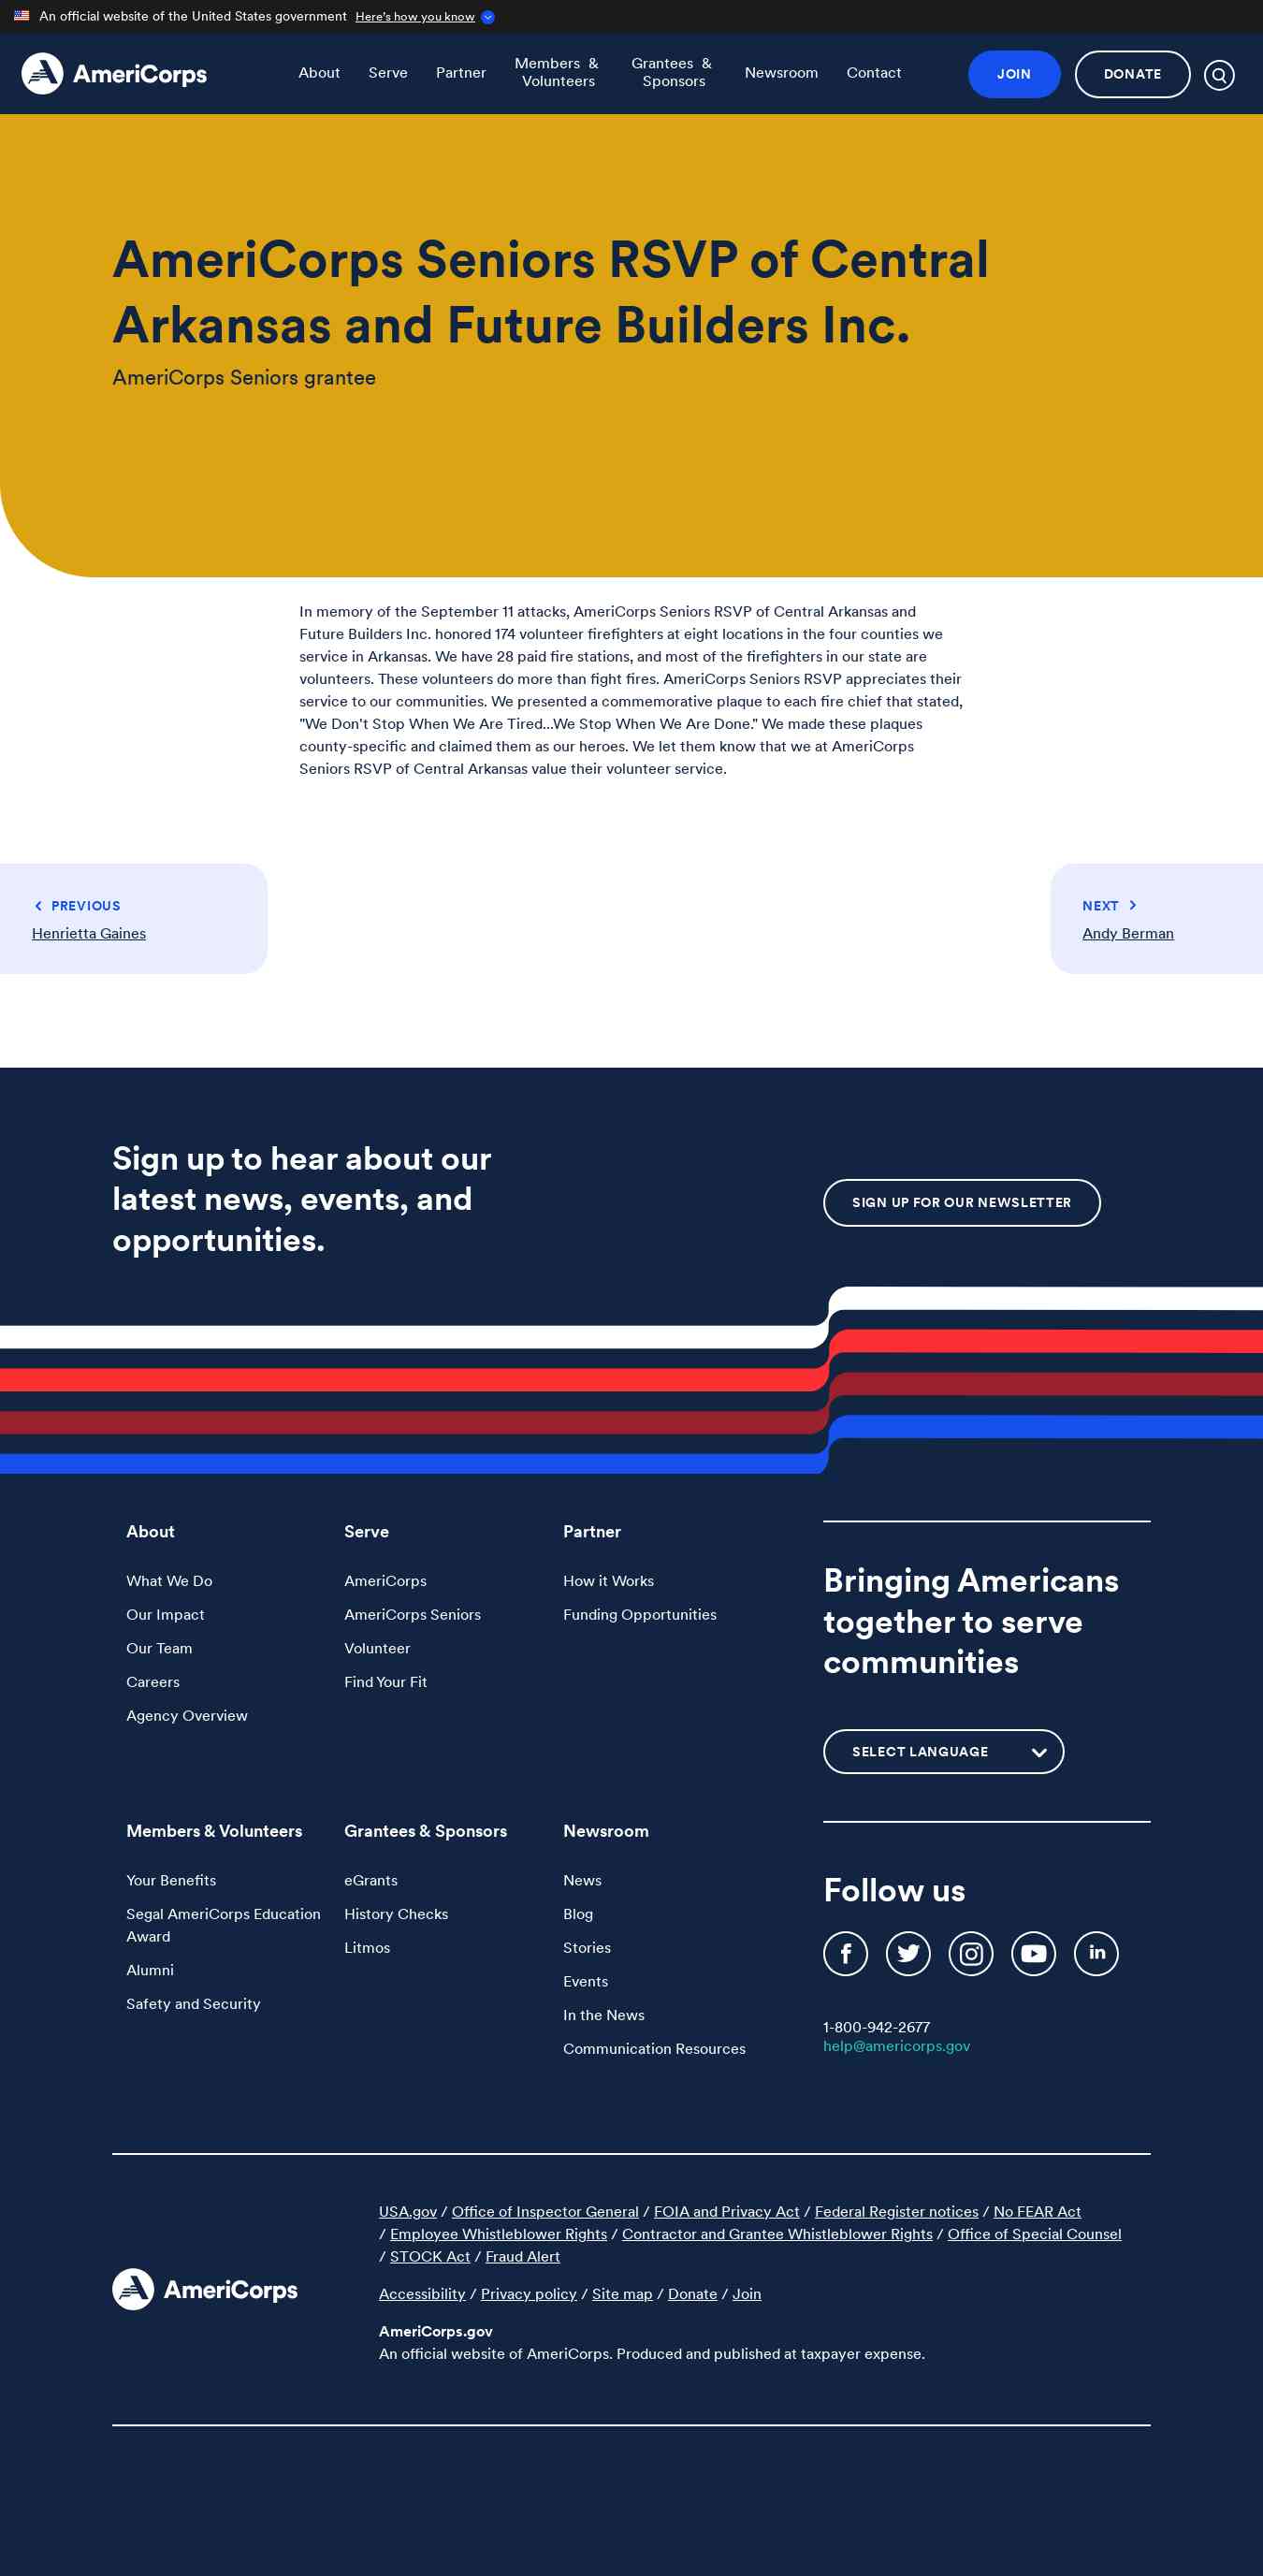 An official website of the United States government Here's how you know
AmeriCorps
About
Serve
Partner
Members &
Volunteers
Grantees &
Sponsors
Newsroom
Contact
JOIN
DONATE
AmeriCorps Seniors RSVP of Central
Arkansas and Future Builders Inc.
AmeriCorps Seniors grantee
In memory of the September 11 attacks, AmeriCorps Seniors RSVP of Central Arkansas and
Future Builders Inc. honored 174 volunteer firefighters at eight locations in the four counties we
service in Arkansas. We have 28 paid fire stations, and most of the firefighters in our state are
volunteers. These volunteers do more than fight fires. AmeriCorps Seniors RSVP appreciates their
service to our communities. We presented a commemorative plaque to each fire chief that stated,
"We Don't Stop When We Are Tired...We Stop When We Are Done." We made these plaques
county-specific and claimed them as our heroes. We let them know that we at AmeriCorps
Seniors RSVP of Central Arkansas value their volunteer service.
PREVIOUS
Henrietta Gaines
NEXT
Andy Berman
Sign up to hear about our
latest news, events, and
opportunities.
SIGN UP FOR OUR NEWSLETTER
About
What We Do
Our Impact
Our Team
Careers
Agency Overview
Serve
AmeriCorps
AmeriCorps Seniors
Volunteer
Find Your Fit
Partner
How it Works
Funding Opportunities
Bringing Americans
together to serve
communities
SELECT LANGUAGE
Members & Volunteers
Your Benefits
Segal AmeriCorps Education
Award
Alumni
Safety and Security
Grantees & Sponsors
eGrants
History Checks
Litmos
Newsroom
News
Blog
Stories
Events
In the News
Communication Resources
Follow us
1-800-942-2677
help@americorps.gov
AmeriCorps
USA.gov / Office of Inspector General / FOIA and Privacy Act / Federal Register notices / No FEAR Act
/ Employee Whistleblower Rights / Contractor and Grantee Whistleblower Rights / Office of Special Counsel
/ STOCK Act / Fraud Alert
Accessibility / Privacy policy / Site map / Donate / Join
AmeriCorps.gov
An official website of AmeriCorps. Produced and published at taxpayer expense.